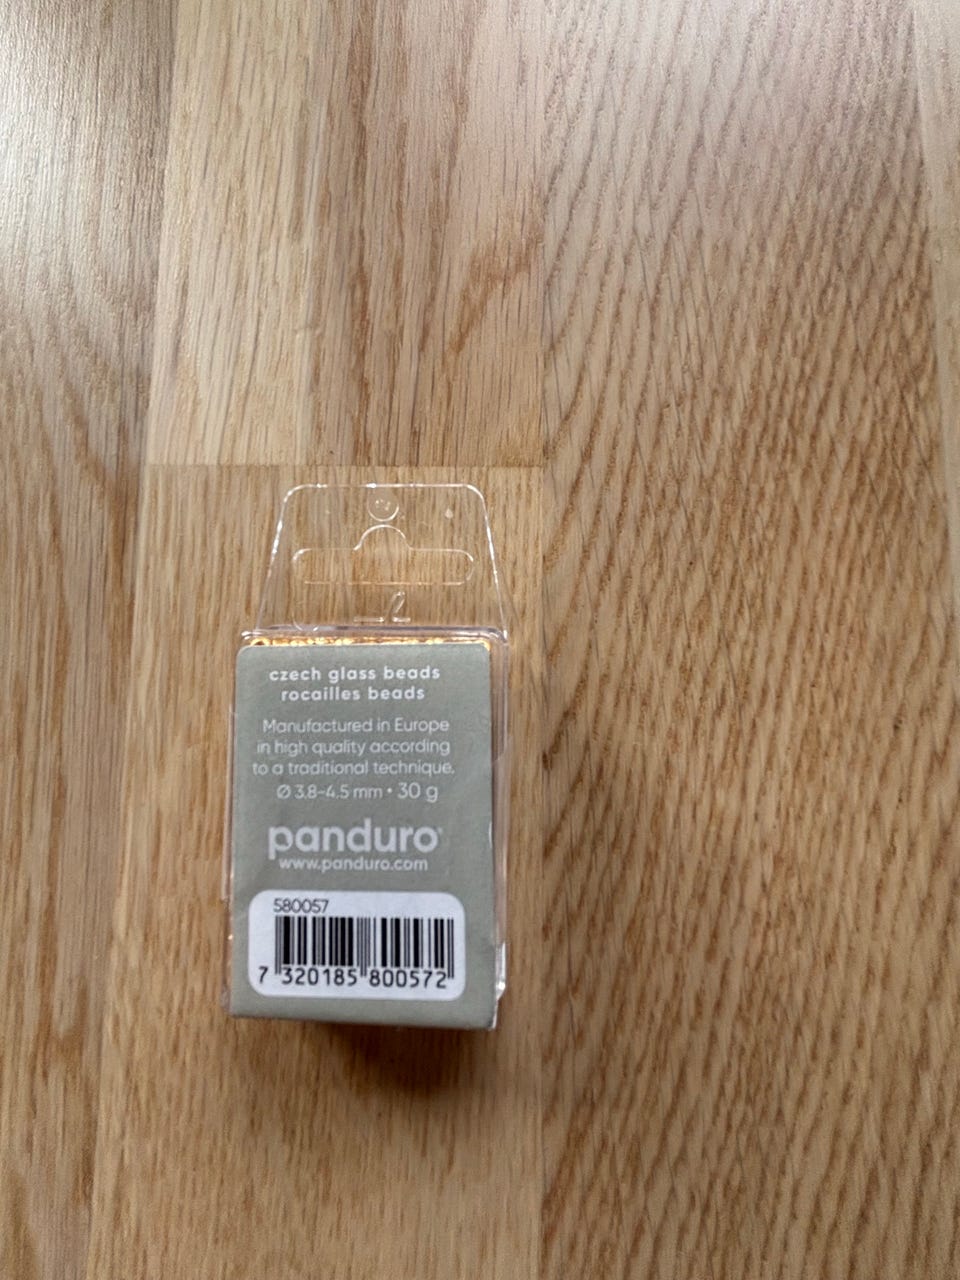 czech glass beads
rocailles beads
Manufactured in Europe
in high quality according
to a traditional technique.
Ø 3.8–4.5 mm • 30 g
panduro
www.panduro.com
580057
7 320185 800572